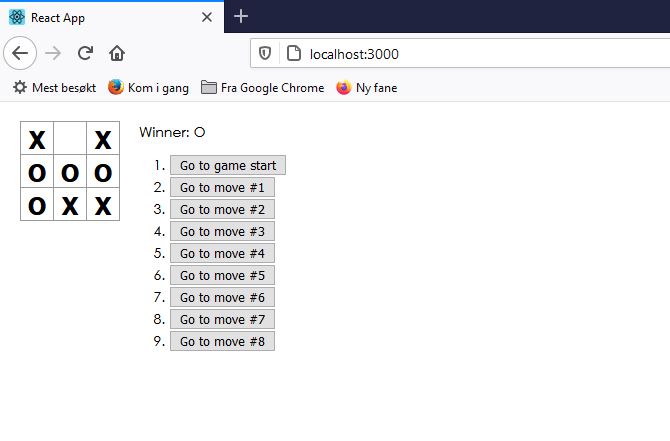 React App
localhost:3000
Mest besøkt Kom i gang Fra Google Chrome Ny fane
X X
O O O
O X X
Winner: O
1. Go to game start
2. Go to move #1
3. Go to move #2
4. Go to move #3
5. Go to move #4
6. Go to move #5
7. Go to move #6
8. Go to move #7
9. Go to move #8